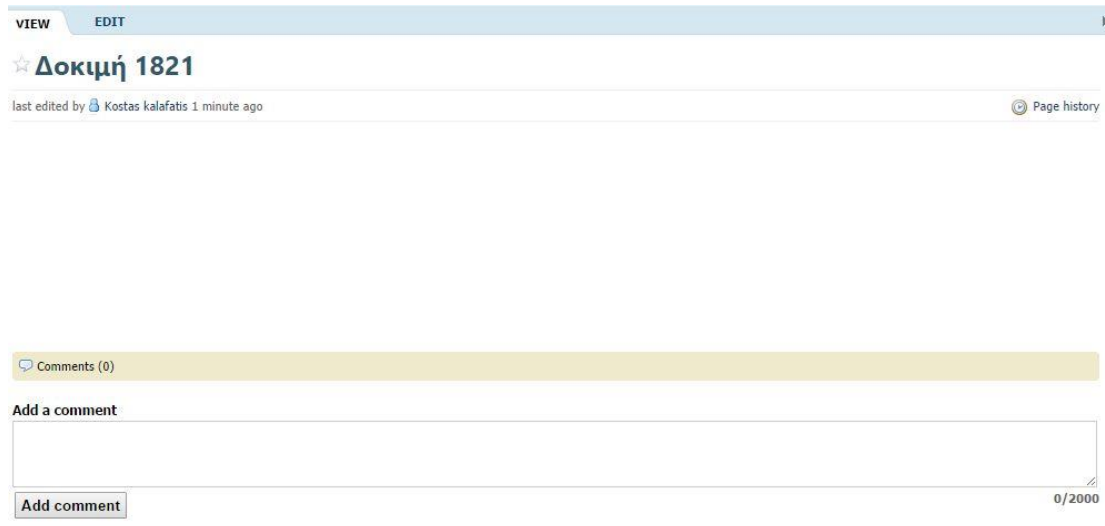 VIEW EDIT
Δοκιμή 1821
last edited by Kostas kalafatis 1 minute ago Page history
Comments (0)
Add a comment
0/2000
Add comment